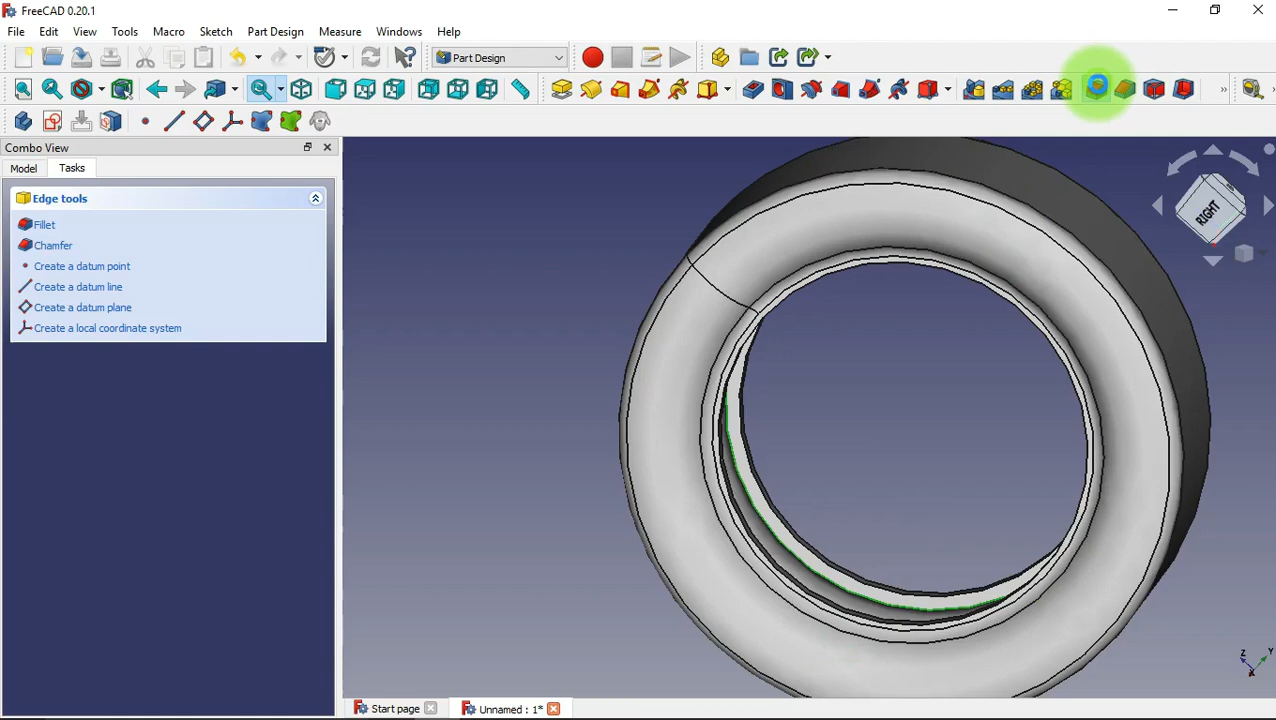 FreeCAD 0.20.1
File Edit View Tools Macro Sketch Part Design Measure Windows Help
Part Design
»
»
Combo View
Model Tasks
Edge tools
Fillet
Chamfer
Create a datum point
Create a datum line
Create a datum plane
Create a local coordinate system
RIGHT
Z Y
X
Start page Unnamed : 1*